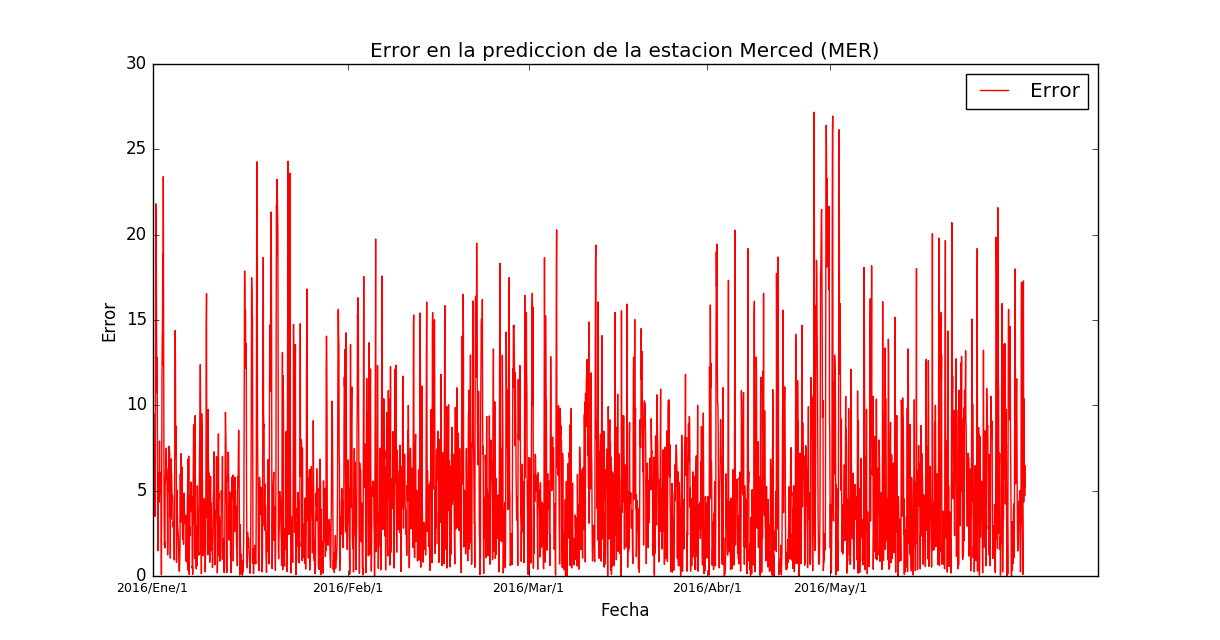 Error en la prediccion de la estacion Merced (MER)
Error
30
25
20
15
10
5
0
Error
2016/Ene/1 2016/Feb/1 2016/Mar/1 2016/Abr/1 2016/May/1
Fecha